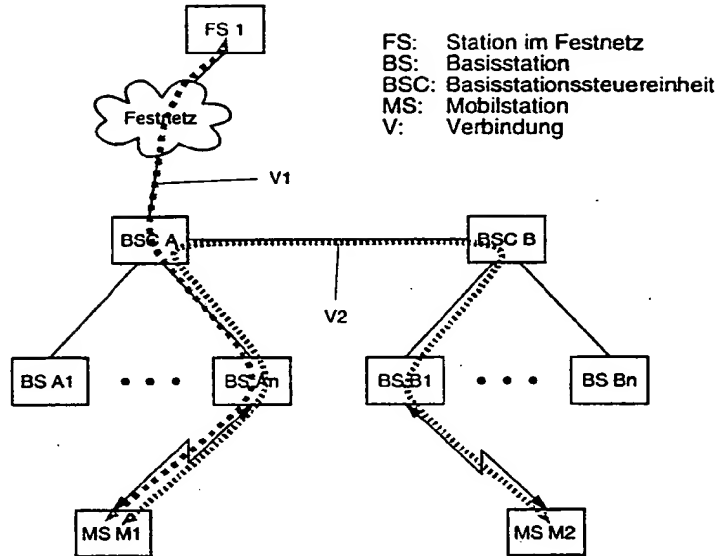 FS 1
FS: Station im Festnetz
BS: Basisstation
BSC: Basisstationssteuereinheit
MS: Mobilstation
V: Verbindung
Festnetz
V1
BSC A
BSC B
V2
BS A1
BS An
BS B1
BS Bn
MS M1
MS M2